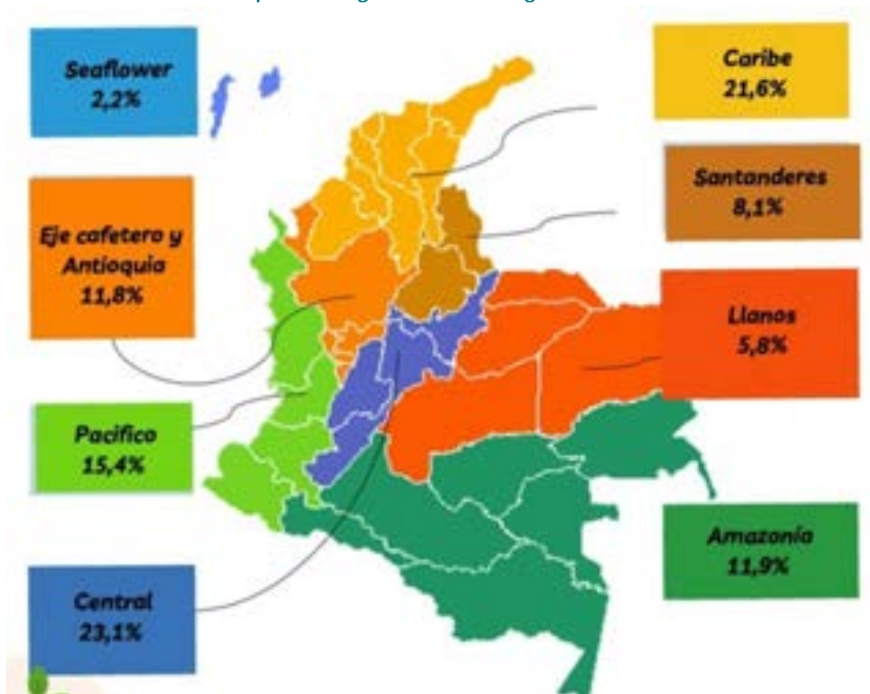 Seaflower
2,2%
Caribe
21,6%
Santanderes
8,1%
Eje cafetero y
Antioquia
11,8%
Llanos
5,8%
Pacifico
15,4%
Amazonía
11,9%
Central
23,1%